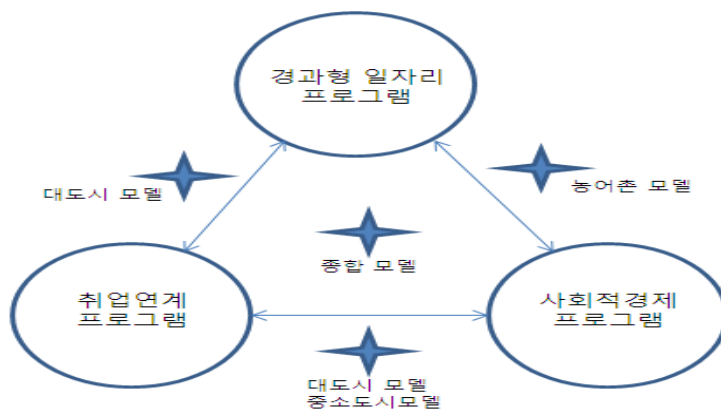 경과형 일자리
프로그램
대도시 모델
농어촌 모델
종합 모델
취업연계
프로그램
사회적경제
프로그램
대도시 모델
중소도시모델